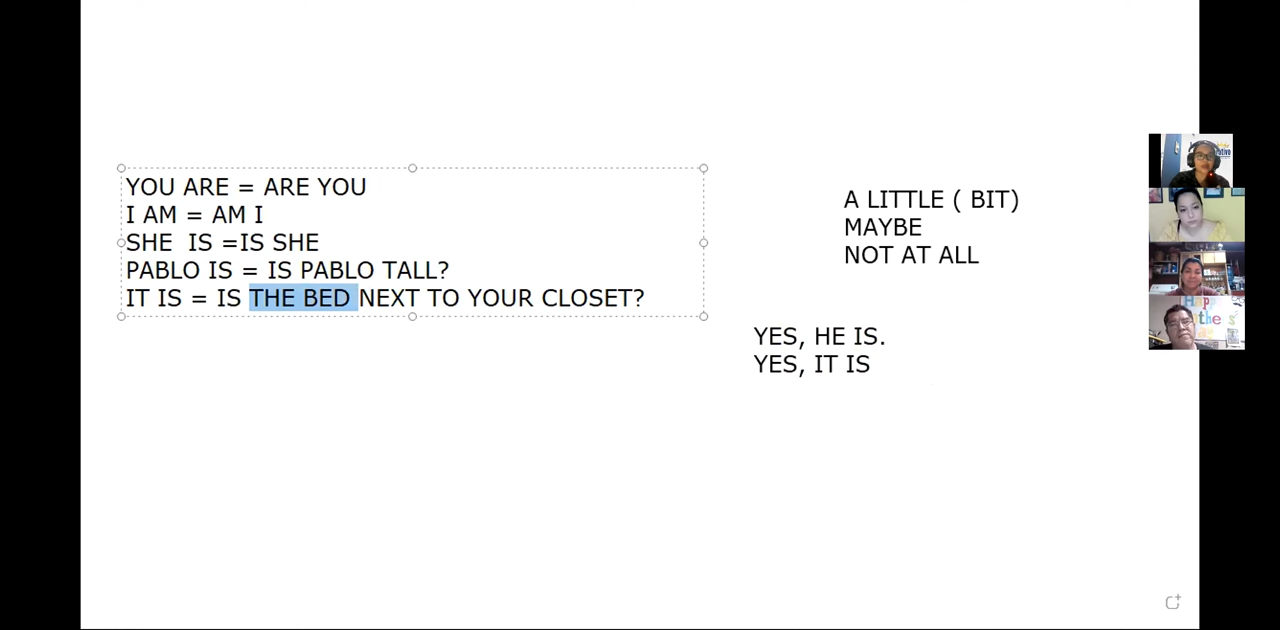 YOU ARE = ARE YOU
I AM = AM I
SHE  IS =IS SHE
PABLO IS = IS PABLO TALL?
IT IS = IS THE BED NEXT TO YOUR CLOSET?
A LITTLE ( BIT)
MAYBE
NOT AT ALL
YES, HE IS.
YES, IT IS